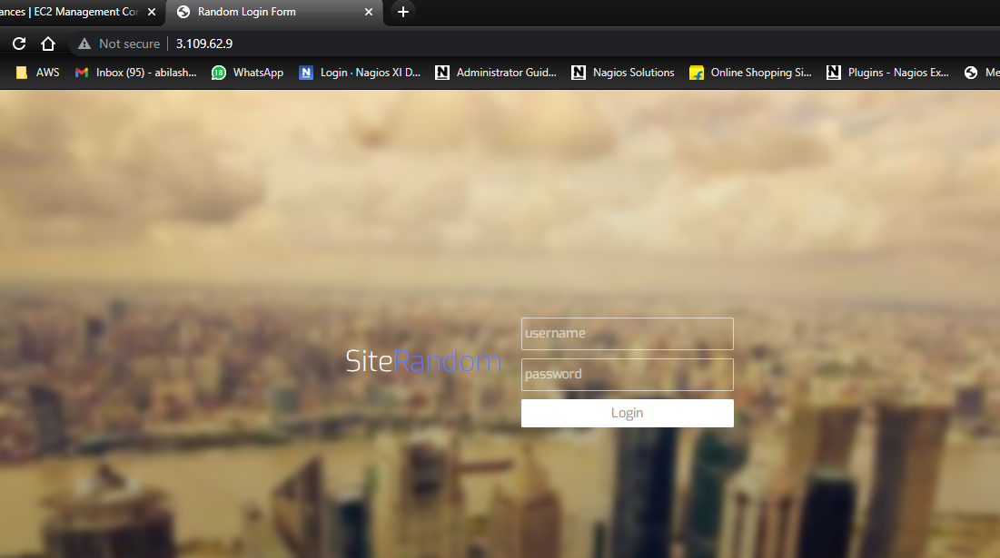 ances | EC2 Management Cor
Random Login Form
Not secure
3.109.62.9
AWS
Inbox (95) - abilash...
18
WhatsApp
N
Login · Nagios XI D...
N
Administrator Guid...
N
Nagios Solutions
Online Shopping Si...
N
Plugins - Nagios Ex...
Me
SiteRandom
username
password
Login